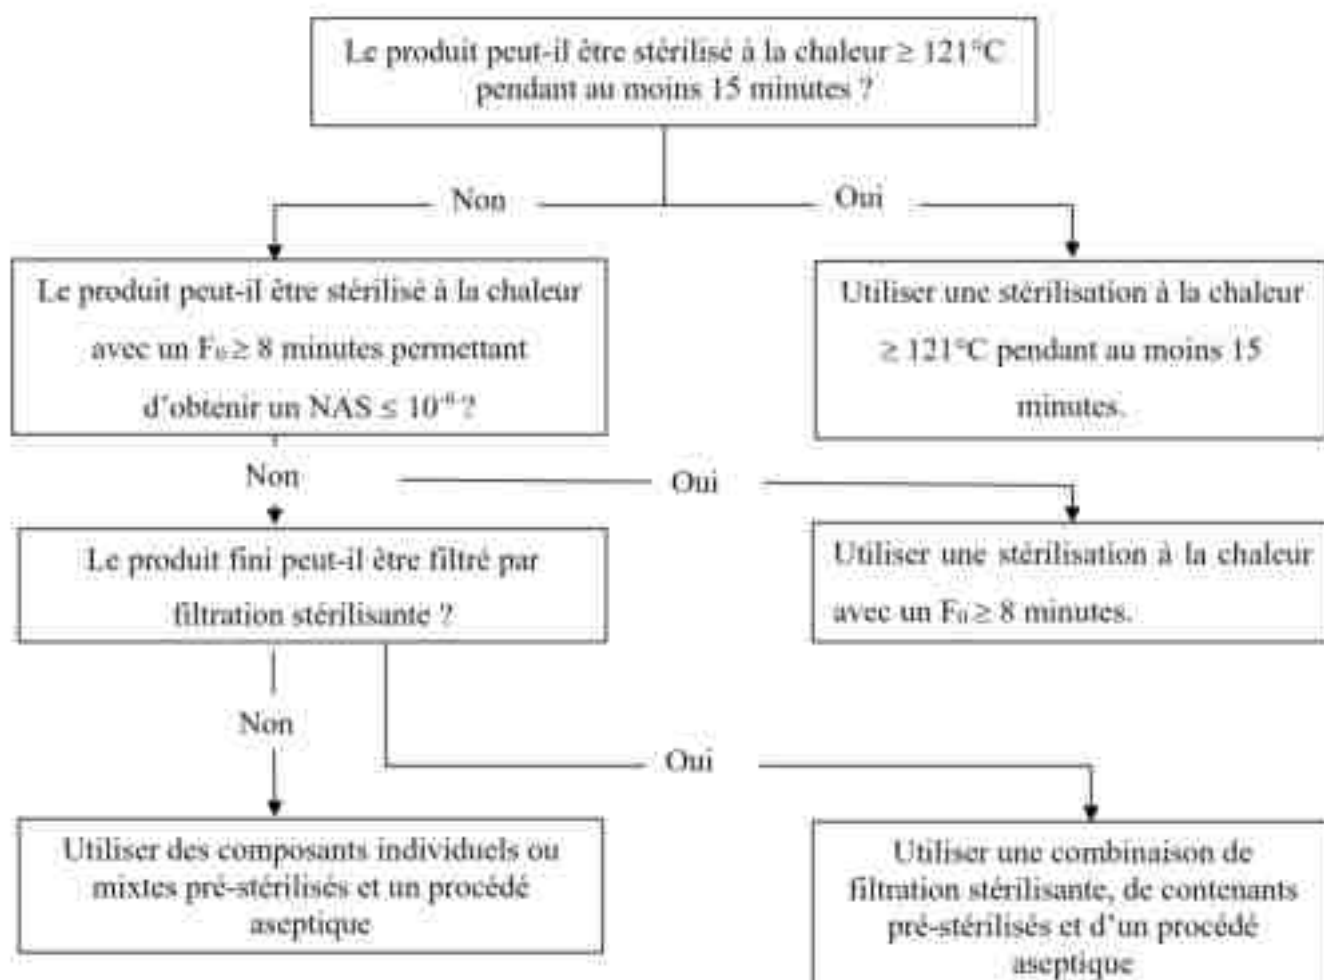 Le produit peut-il être stérilisé à la chaleur ≥ 121°C
pendant au moins 15 minutes ?
Non
Oui
Le produit peut-il être stérilisé à la chaleur
avec un F₀ ≥ 8 minutes permettant
d'obtenir un NAS ≤ 10⁻⁶ ?
Utiliser une stérilisation à la chaleur
≥ 121°C pendant au moins 15
minutes.
Non
Oui
Le produit fini peut-il être filtré par
filtration stérilisante ?
Utiliser une stérilisation à la chaleur
avec un F₀ ≥ 8 minutes.
Non
Oui
Utiliser des composants individuels ou
mixtes pré-stérilisés et un procédé
aseptique
Utiliser une combinaison de
filtration stérilisante, de contenants
pré-stérilisés et d'un procédé
aseptique